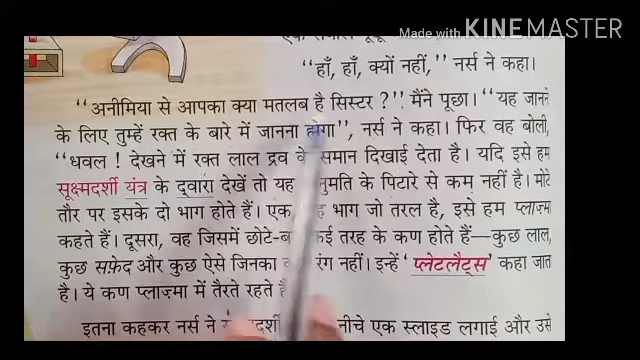 Made with KINEMASTER
"हाँ, हाँ, क्यों नहीं," नर्स ने कहा।
"अनीमिया से आपका क्या मतलब है सिस्टर ?" मैंने पूछा। "यह जानने
के लिए तुम्हें रक्त के बारे में जानना होगा", नर्स ने कहा। फिर वह बोली,
"धवल ! देखने में रक्त लाल द्रव के समान दिखाई देता है। यदि इसे हम
सूक्ष्मदर्शी यंत्र के द्वारा देखें तो यह के पिटारे से कम नहीं है। मोटे
तौर पर इसके दो भाग होते हैं। एक, भाग जो तरल है, इसे हम प्लाज़्मा
कहते हैं। दूसरा, वह जिसमें छोटे- कई तरह के कण होते हैं—कुछ लाल,
कुछ सफ़ेद और कुछ ऐसे जिनका रंग नहीं। इन्हें 'प्लेटलैट्स' कहा जात
है। ये कण प्लाज़्मा में तैरते रहते
इतना कहकर नर्स ने नीचे एक स्लाइड लगाई और उसे